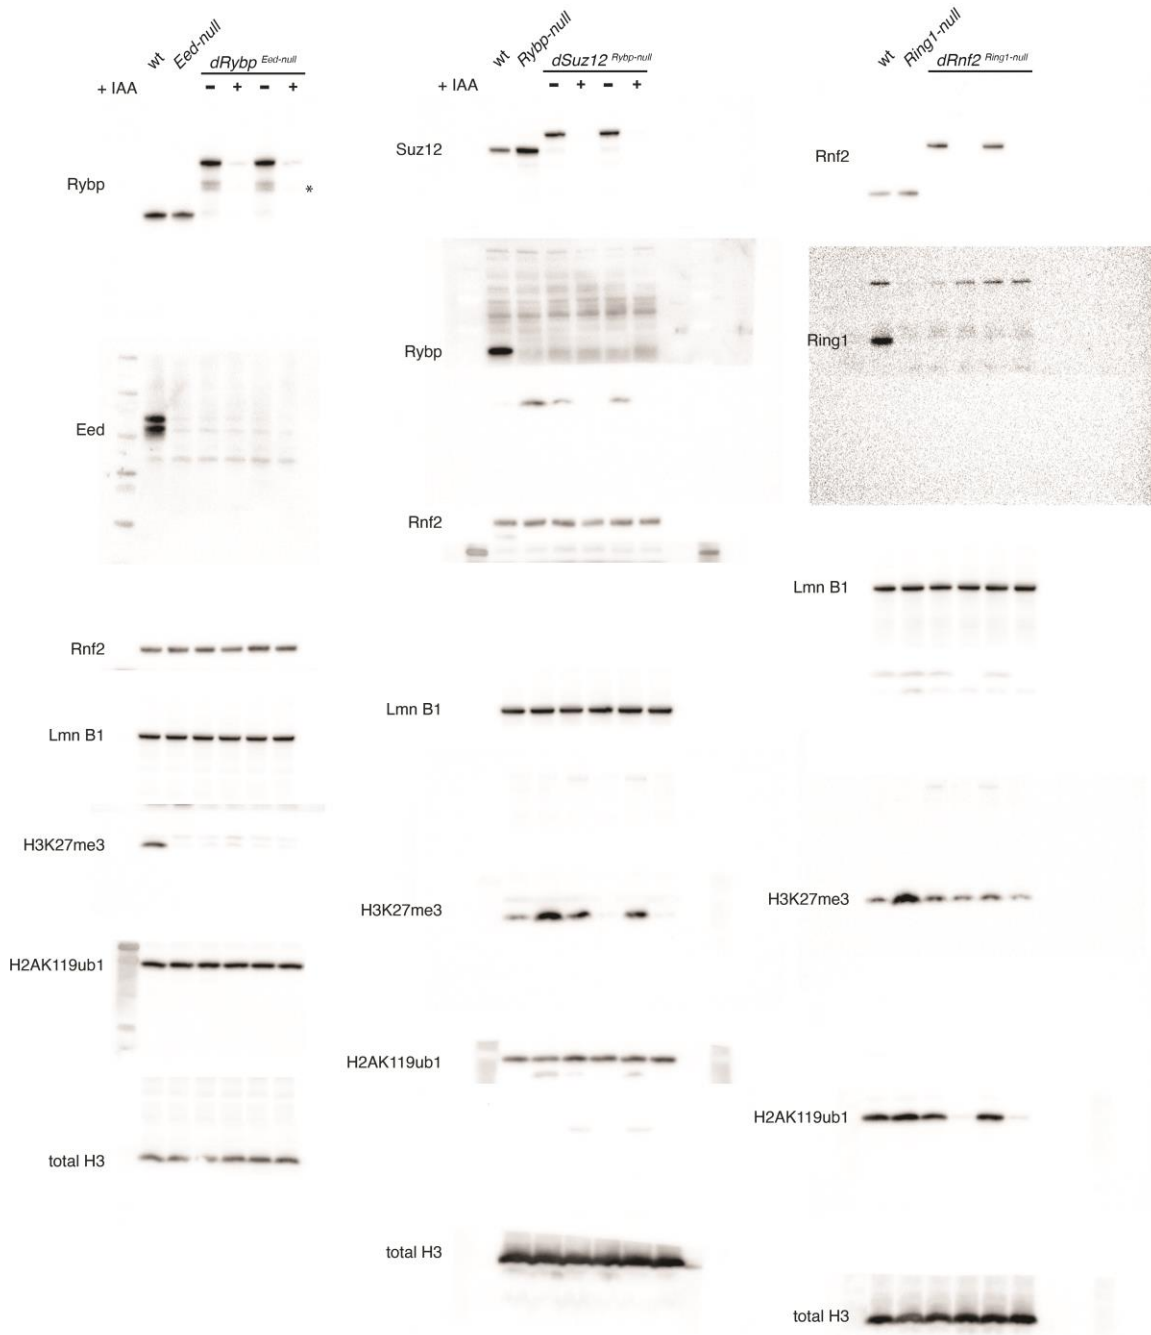 wt Eed-null dRybp Eed-null
+ IAA - + - +
Rybp
*
Eed
Rnf2
Lmn B1
H3K27me3
H2AK119ub1
total H3
wt Rybp-null dSuz12 Rybp-null
+ IAA - + - +
Suz12
Rybp
Rnf2
Lmn B1
H3K27me3
H2AK119ub1
total H3
wt Ring1-null dRnf2 Ring1-null
Rnf2
Ring1
Lmn B1
H3K27me3
H2AK119ub1
total H3